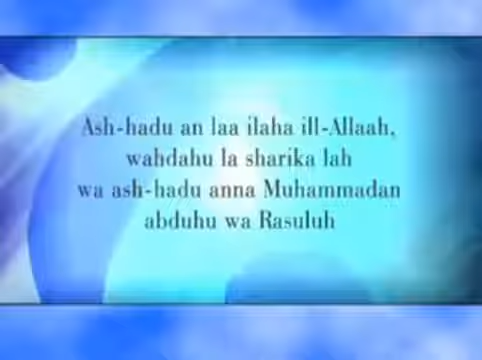 Ash-hadu an laa ilaha ill-Allaah,
wahdahu la sharika lah
wa ash-hadu anna Muhammadan
abduhu wa Rasuluh